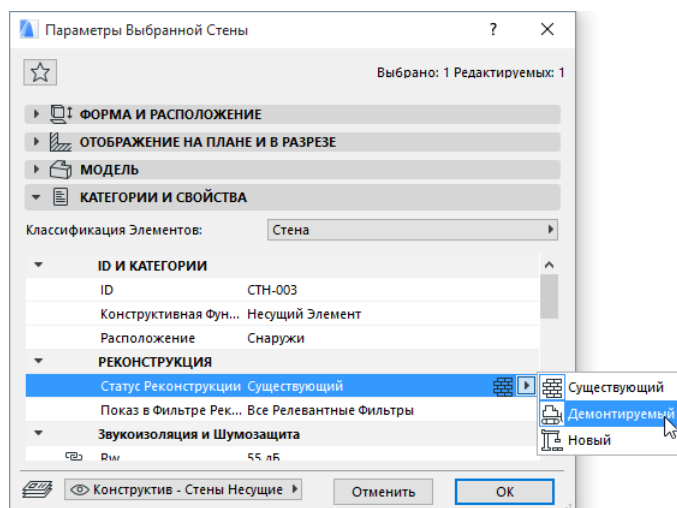 Параметры Выбранной Стены ? ×
Выбрано: 1 Редактируемых: 1
ФОРМА И РАСПОЛОЖЕНИЕ
ОТОБРАЖЕНИЕ НА ПЛАНЕ И В РАЗРЕЗЕ
МОДЕЛЬ
КАТЕГОРИИ И СВОЙСТВА
Классификация Элементов: Стена
ID И КАТЕГОРИИ
ID СТН-003
Конструктивная Фун... Несущий Элемент
Расположение Снаружи
РЕКОНСТРУКЦИЯ
Статус Реконструкции Существующий
Показ в Фильтре Рек... Все Релевантные Фильтры
Звукоизоляция и Шумозащита
Rw 55 дБ
Существующий
Демонтируемый
Новый
Конструктив - Стены Несущие
Отменить
ОК